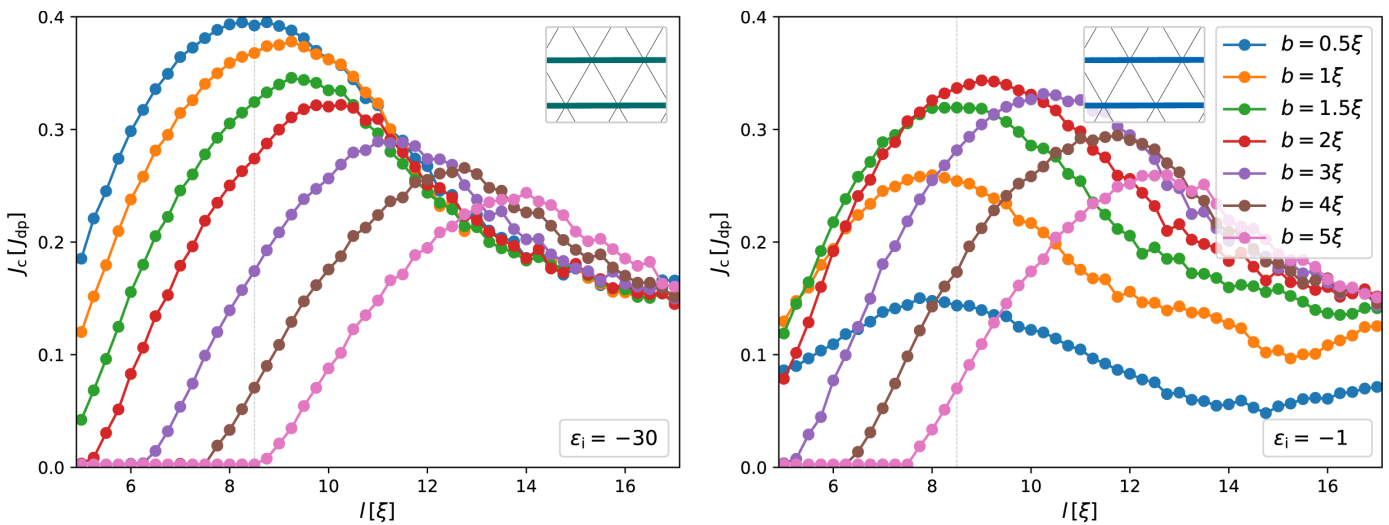 0.4
0.3
0.2
0.1
0.0
J_c [J_dp]
6 8 10 12 14 16
l [ξ]
ε_i = −30
0.4
0.3
0.2
0.1
0.0
J_c [J_dp]
6 8 10 12 14 16
l [ξ]
b = 0.5ξ
b = 1ξ
b = 1.5ξ
b = 2ξ
b = 3ξ
b = 4ξ
b = 5ξ
ε_i = −1